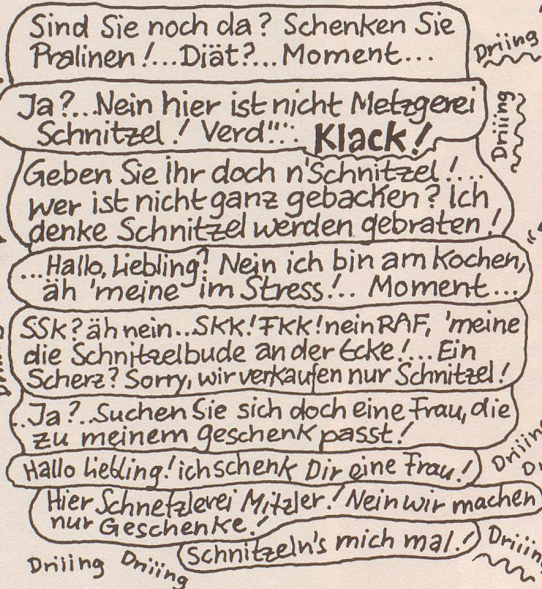 Sind Sie noch da? Schenken Sie
Pralinen!...Diät?... Moment...
Driing
Ja?...Nein hier ist nicht Metzgerei
Schnitzel! Verd"::
Klack!
Driiing
Geben Sie ihr doch n'Schnitzel!...
wer ist nicht ganz gebacken? Ich
denke Schnitzel werden gebraten!
...Hallo, Liebling? Nein ich bin am kochen,
äh 'meine im Stress!.. Moment...
SSK? äh nein..SKK! FKK! nein RAF, 'meine
die Schnitzelbude an der Ecke!... Ein
Scherz? Sorry, wir verkaufen nur Schnitzel!
..Ja?..Suchen Sie sich doch eine Frau, die
zu meinem geschenk passt!
Hallo Liebling! ich schenk Dir eine Frau!
Driiing
Hier Schnetzlerei Mitzler! Nein wir machen
nur Geschenke!
Schnitzeln's mich mal!
Driiing
Driiing
Driiing